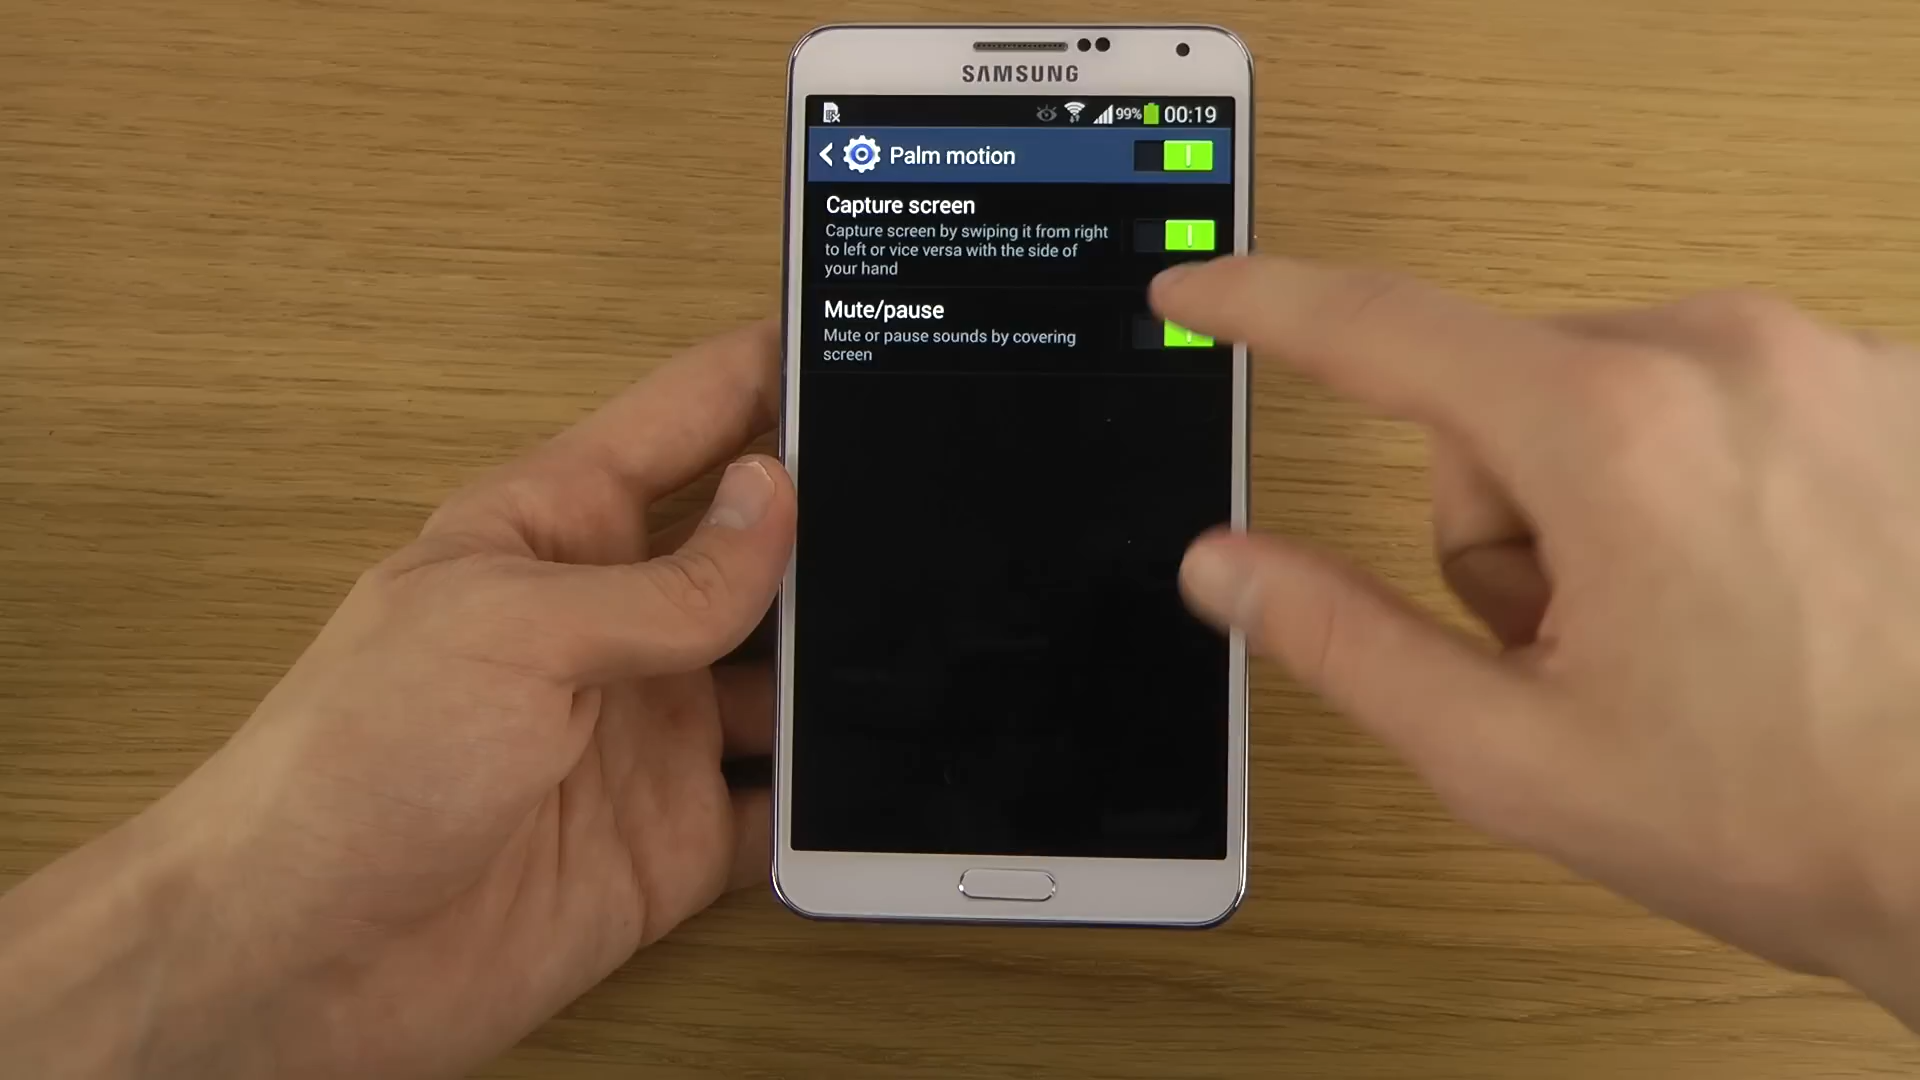 SAMSUNG
99% 00:19
Palm motion
Capture screen
Capture screen by swiping it from right
to left or vice versa with the side of
your hand
Mute/pause
Mute or pause sounds by covering
screen